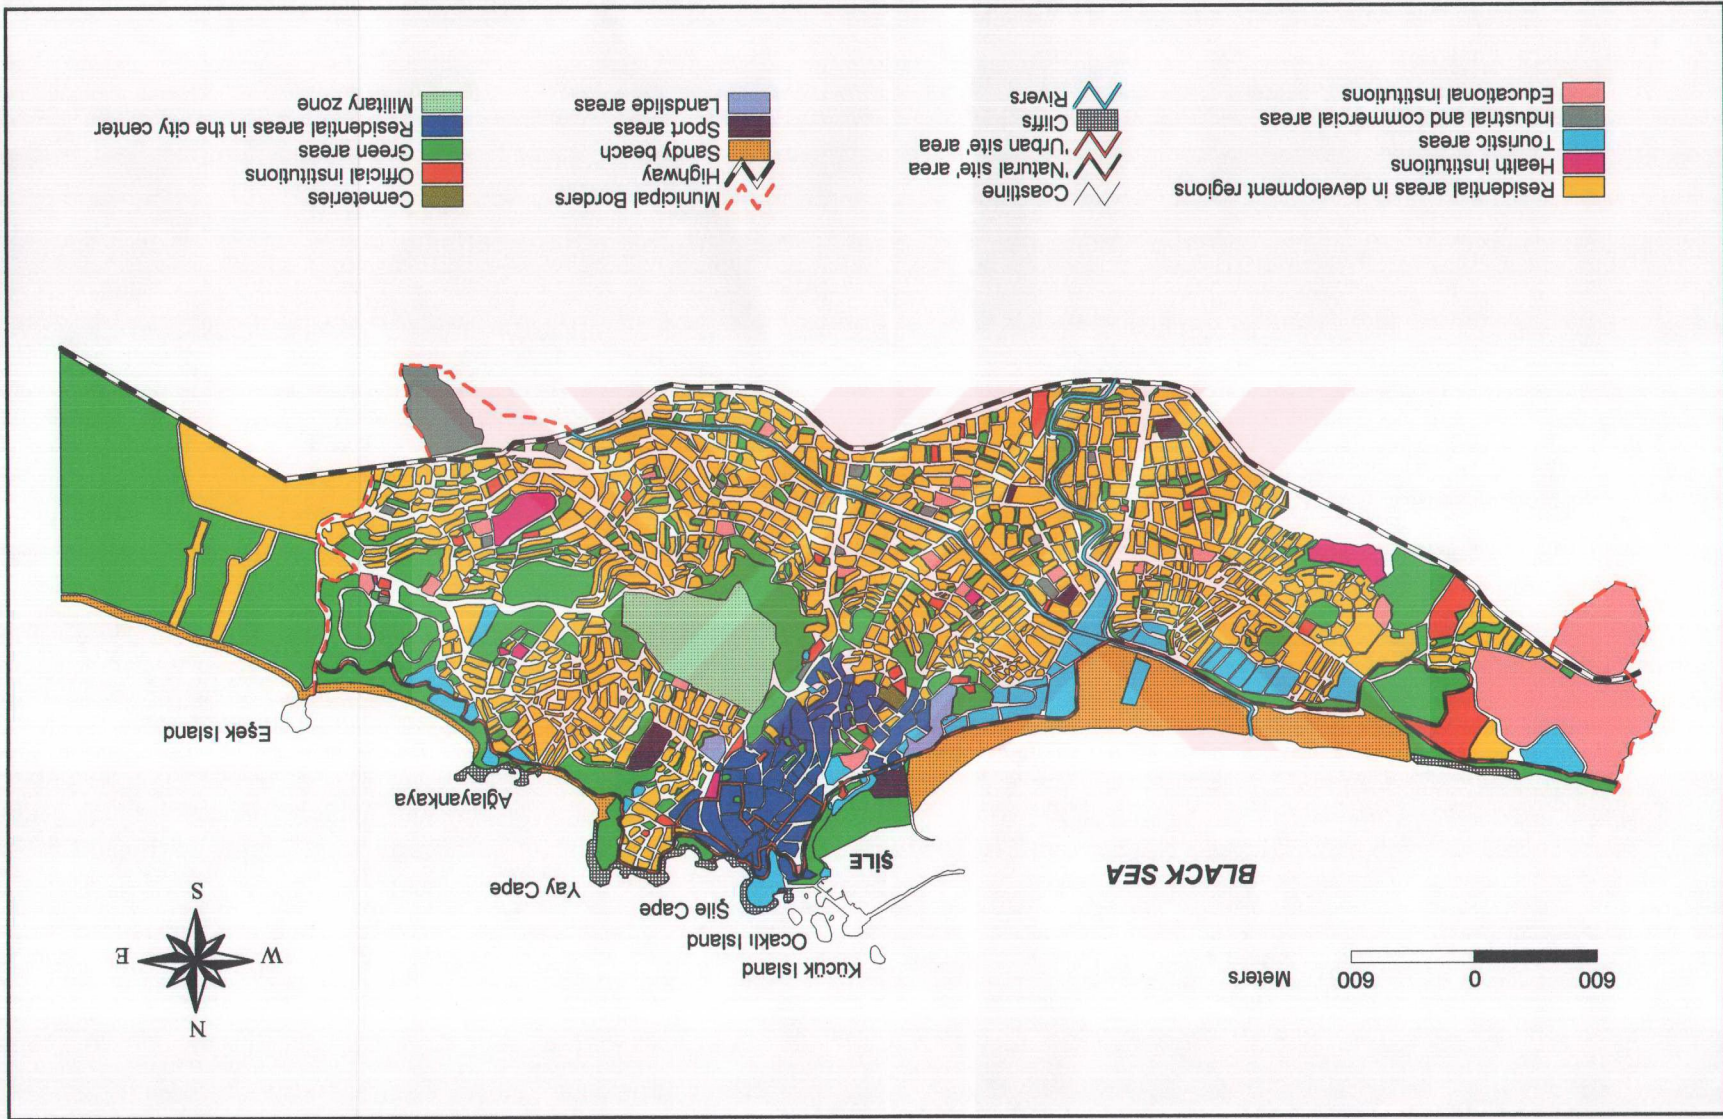 N
W
E
S
600
0
600
Meters
BLACK SEA
Küçük Island
Ocaklı Island
Şile Cape
Yay Cape
ŞİLE
Ağlayankaya
Eşek Island
Residential areas in development regions
Health institutions
Touristic areas
Industrial and commercial areas
Educational institutions
Coastline
'Natural site' area
'Urban site' area
Cliffs
Rivers
Municipal Borders
Highway
Sandy beach
Sport areas
Landslide areas
Cemeteries
Official institutions
Green areas
Residential areas in the city center
Military zone